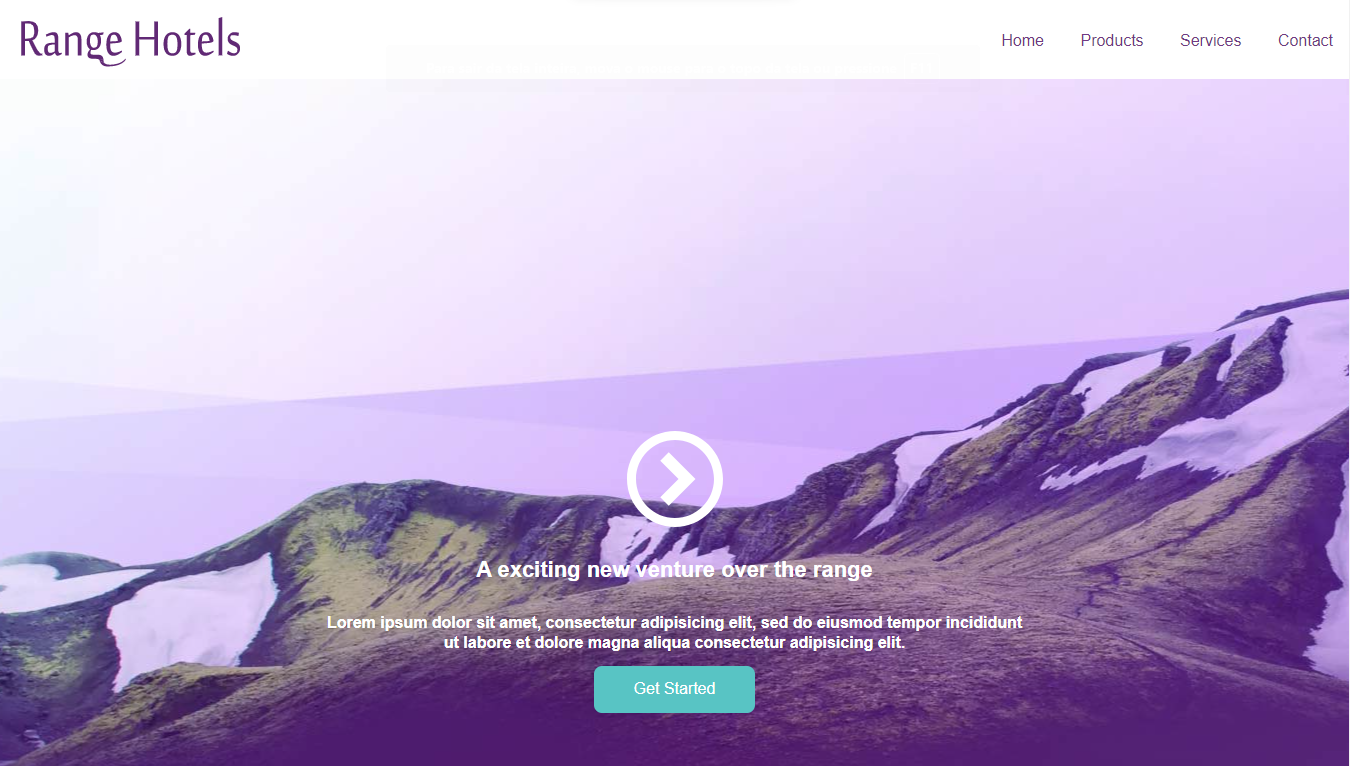 Range Hotels
Home Products Services Contact
A exciting new venture over the range
Lorem ipsum dolor sit amet, consectetur adipisicing elit, sed do eiusmod tempor incididunt
ut labore et dolore magna aliqua consectetur adipisicing elit.
Get Started